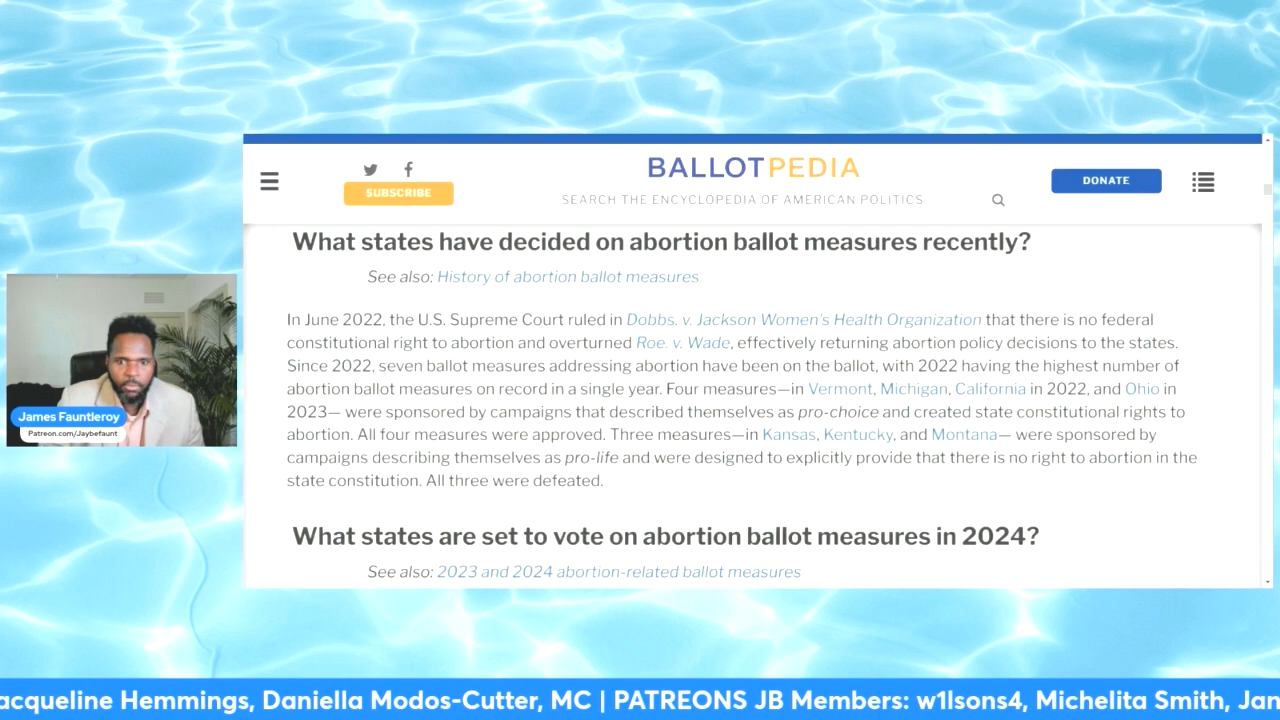 BALLOTPEDIA
SUBSCRIBE
SEARCH THE ENCYCLOPEDIA OF AMERICAN POLITICS
DONATE
What states have decided on abortion ballot measures recently?
See also: History of abortion ballot measures
In June 2022, the U.S. Supreme Court ruled in Dobbs. v. Jackson Women's Health Organization that there is no federal
constitutional right to abortion and overturned Roe. v. Wade, effectively returning abortion policy decisions to the states.
Since 2022, seven ballot measures addressing abortion have been on the ballot, with 2022 having the highest number of
abortion ballot measures on record in a single year. Four measures—in Vermont, Michigan, California in 2022, and Ohio in
2023— were sponsored by campaigns that described themselves as pro-choice and created state constitutional rights to
abortion. All four measures were approved. Three measures—in Kansas, Kentucky, and Montana— were sponsored by
campaigns describing themselves as pro-life and were designed to explicitly provide that there is no right to abortion in the
state constitution. All three were defeated.
What states are set to vote on abortion ballot measures in 2024?
See also: 2023 and 2024 abortion-related ballot measures
James Fauntleroy
Patreon.com/Jaybefaunt
acqueline Hemmings, Daniella Modos-Cutter, MC | PATREONS JB Members: w1lsons4, Michelita Smith, Jan